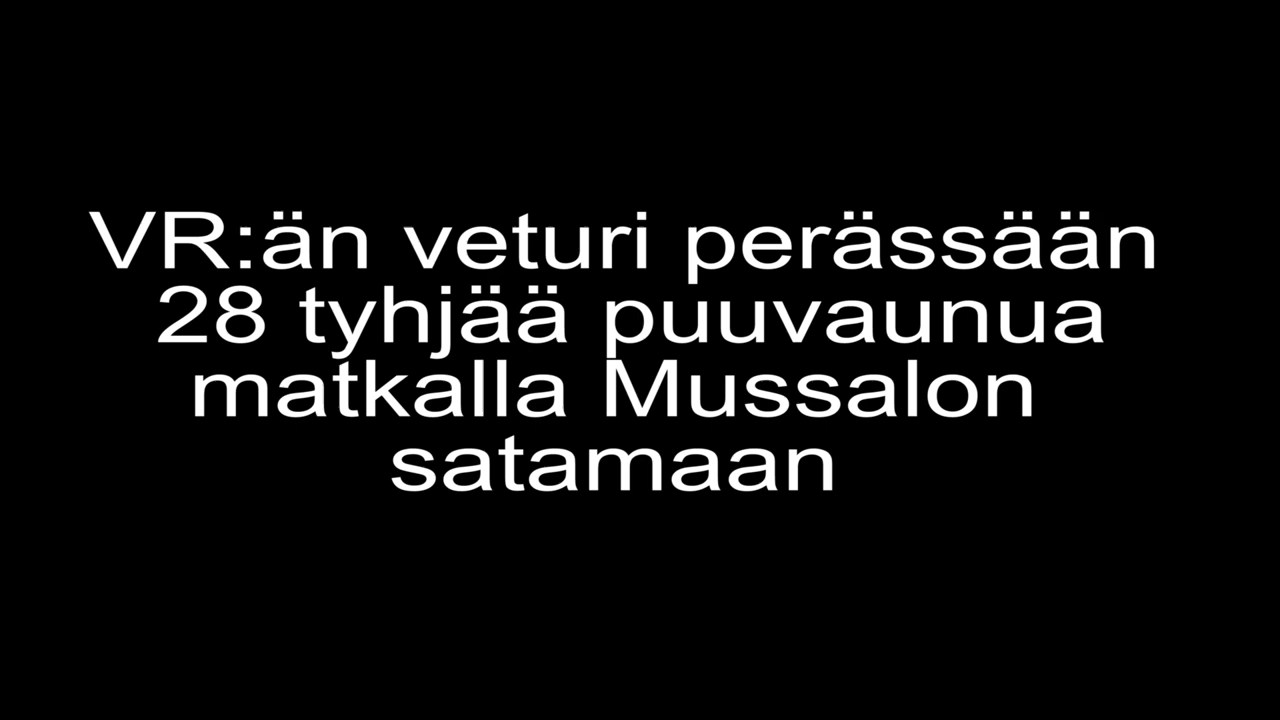 VR:än veturi perässään
28 tyhjää puuvaunua
matkalla Mussalon
satamaan